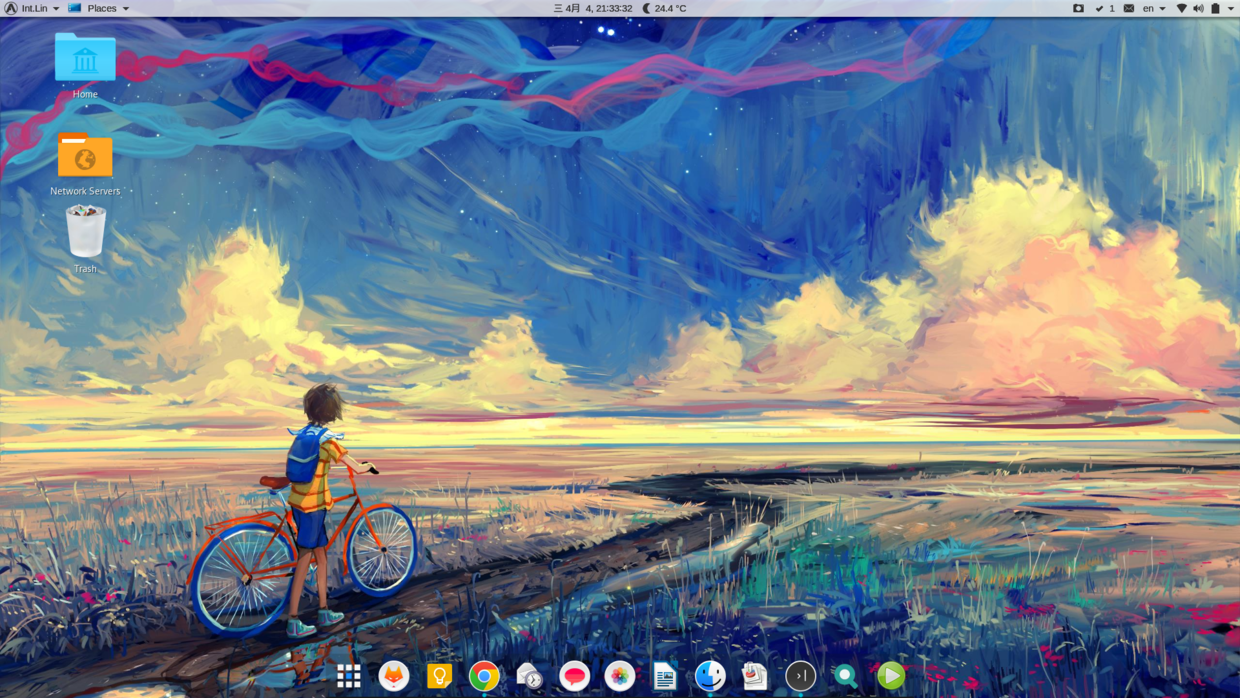 Int.Lin
Places
三 4月  4, 21:33:32
24.4 °C
1
en
Home
Network Servers
Trash